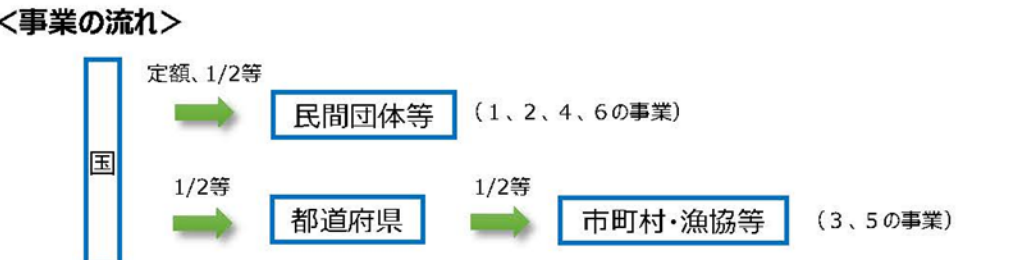 <事業の流れ>
定額、1/2等
民間団体等 （1、2、4、6の事業）
国
1/2等 1/2等
都道府県 市町村・漁協等 （3、5の事業）